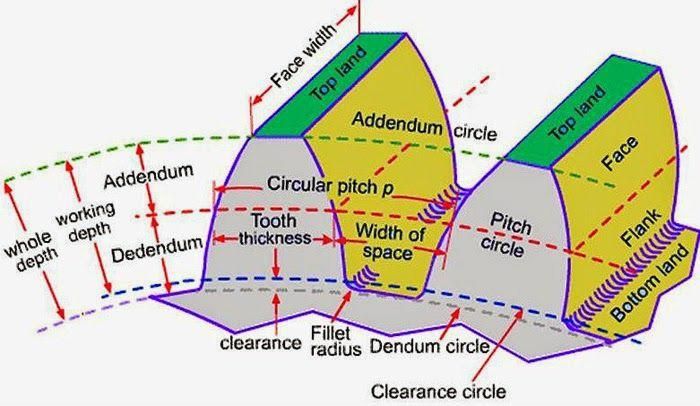 Face width
Top land
Top land
Addendum circle
Face
Addendum
Circular pitch p
whole
depth
working
depth
Tooth
thickness
Width of
space
Pitch
circle
Flank
Dedendum
Bottom land
clearance
Fillet
radius
Dendum circle
Clearance circle